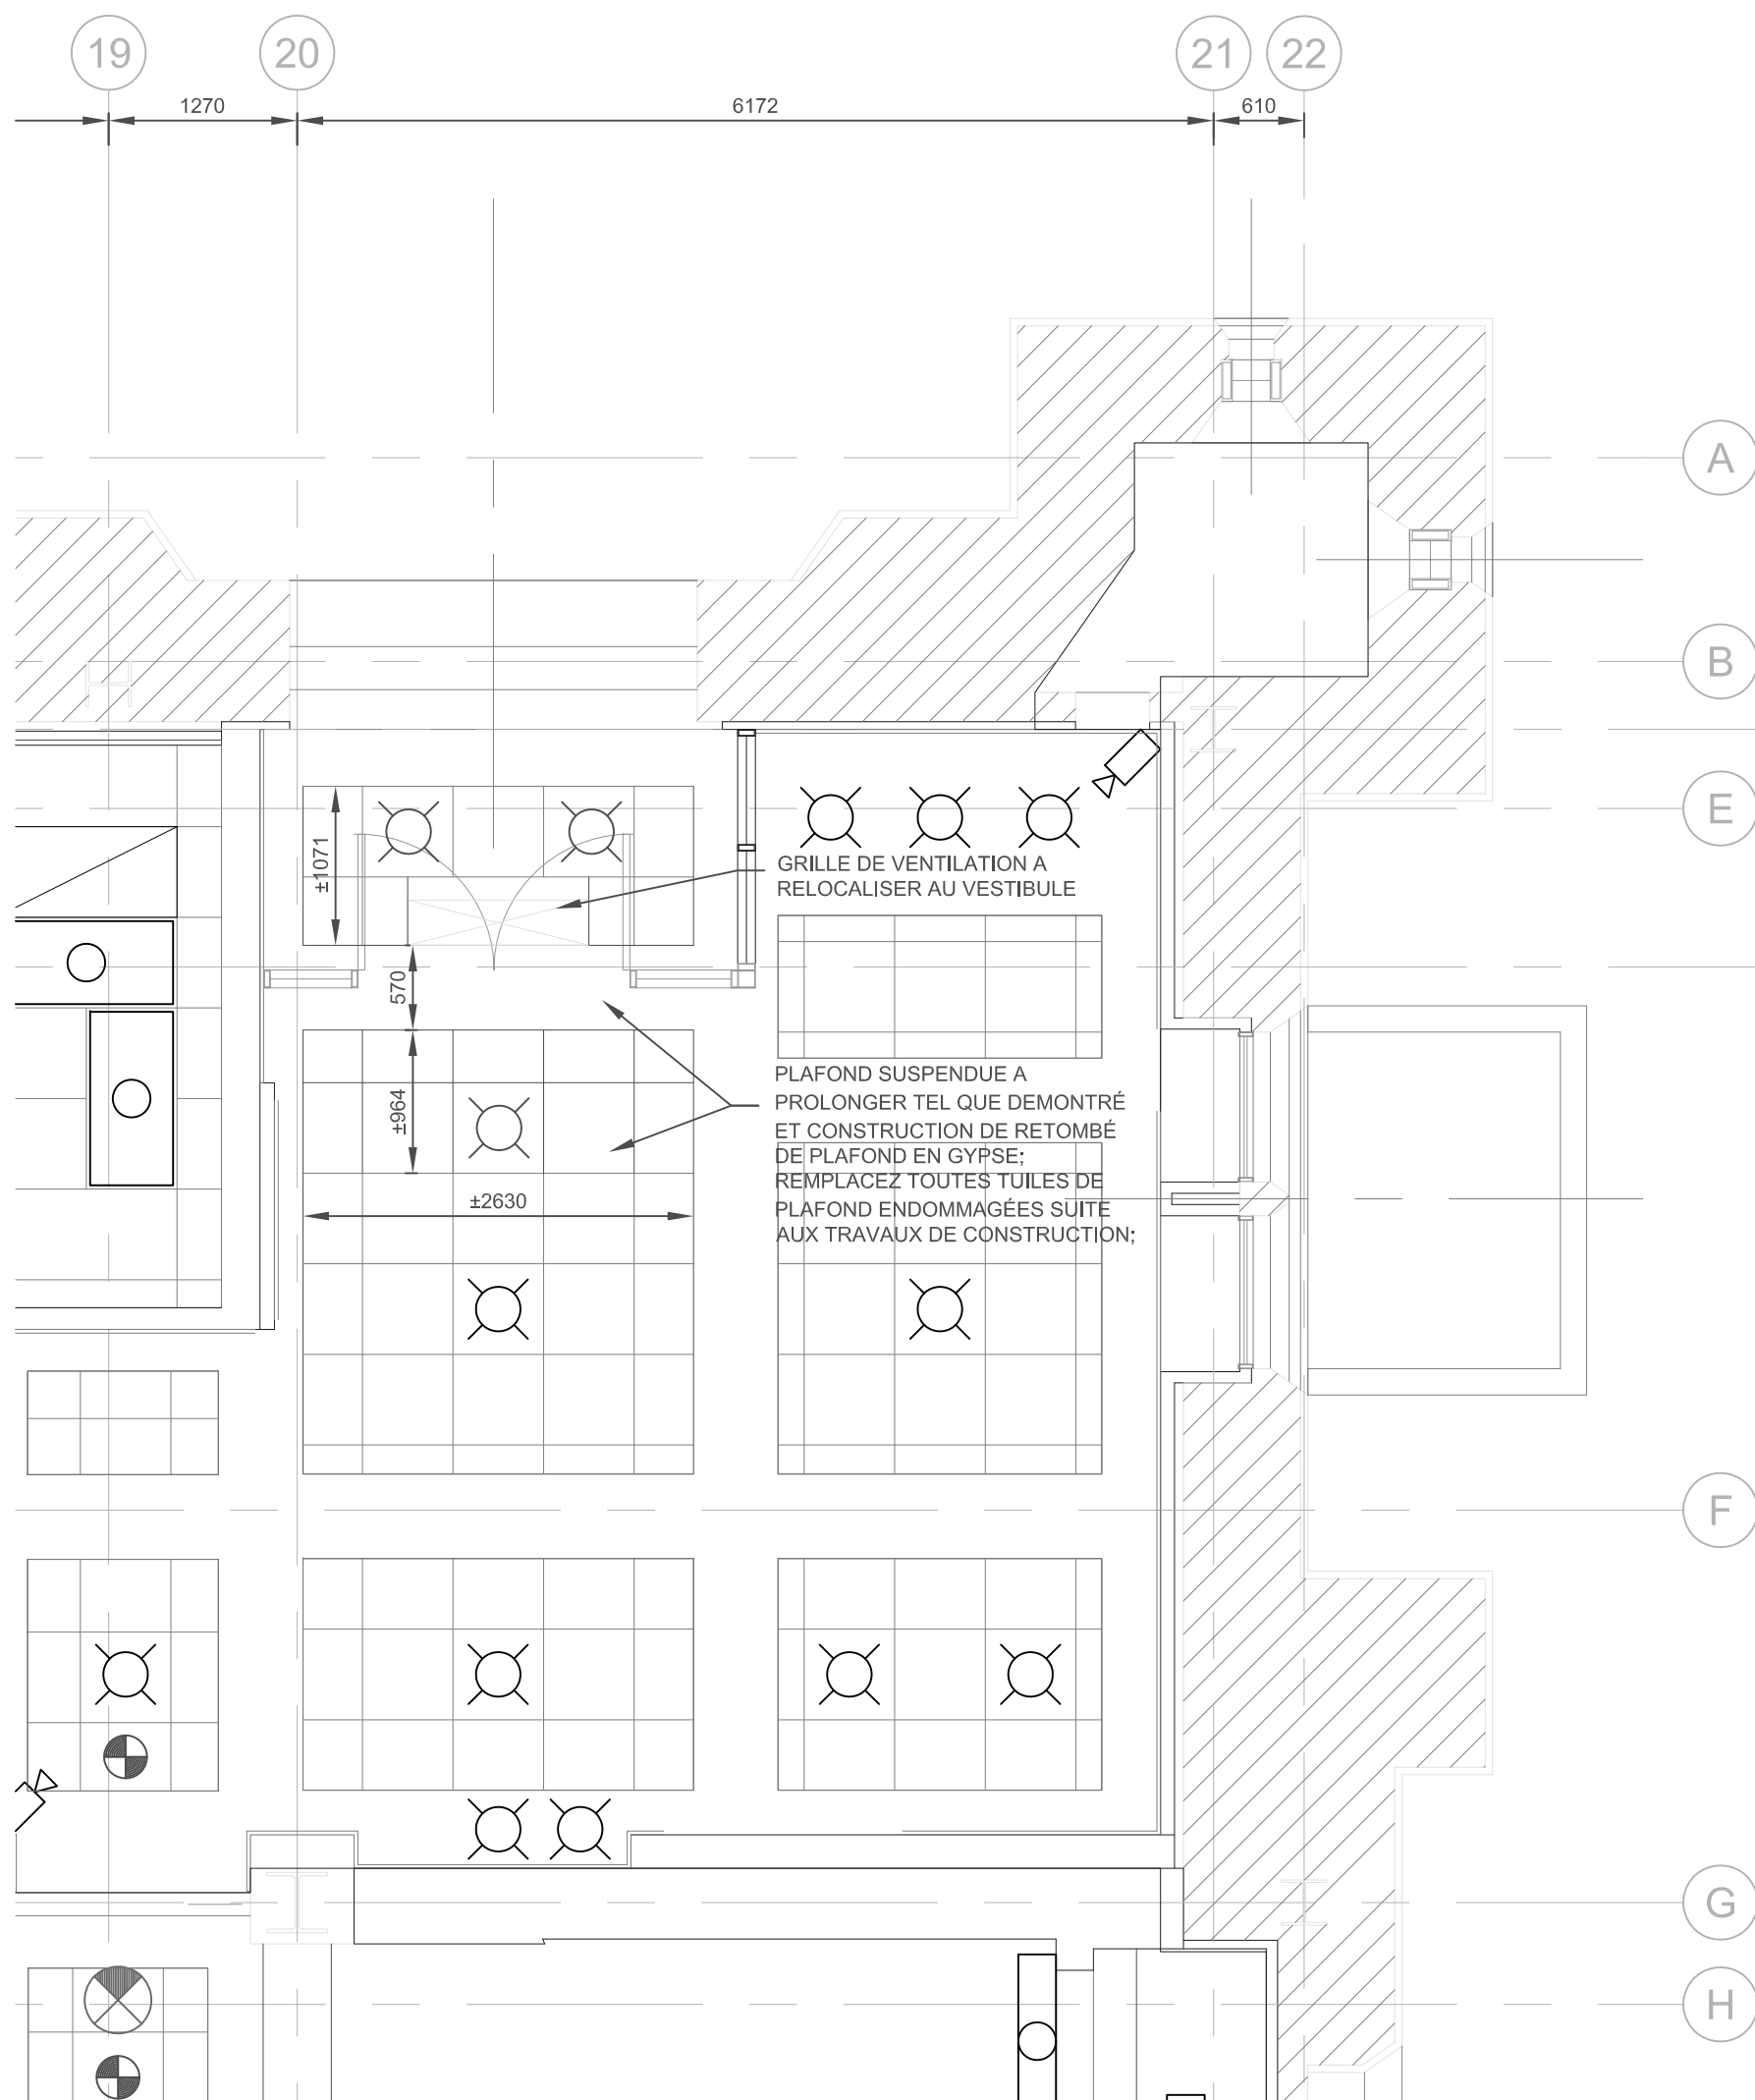 19
20
21
22
1270
6172
610
A
B
E
±1071
GRILLE DE VENTILATION A
RELOCALISER AU VESTIBULE
570
PLAFOND SUSPENDUE A
PROLONGER TEL QUE DEMONTRÉ
ET CONSTRUCTION DE RETOMBÉ
DE PLAFOND EN GYPSE;
REMPLACEZ TOUTES TUILES DE
PLAFOND ENDOMMAGÉES SUITE
AUX TRAVAUX DE CONSTRUCTION;
±964
±2630
F
G
H